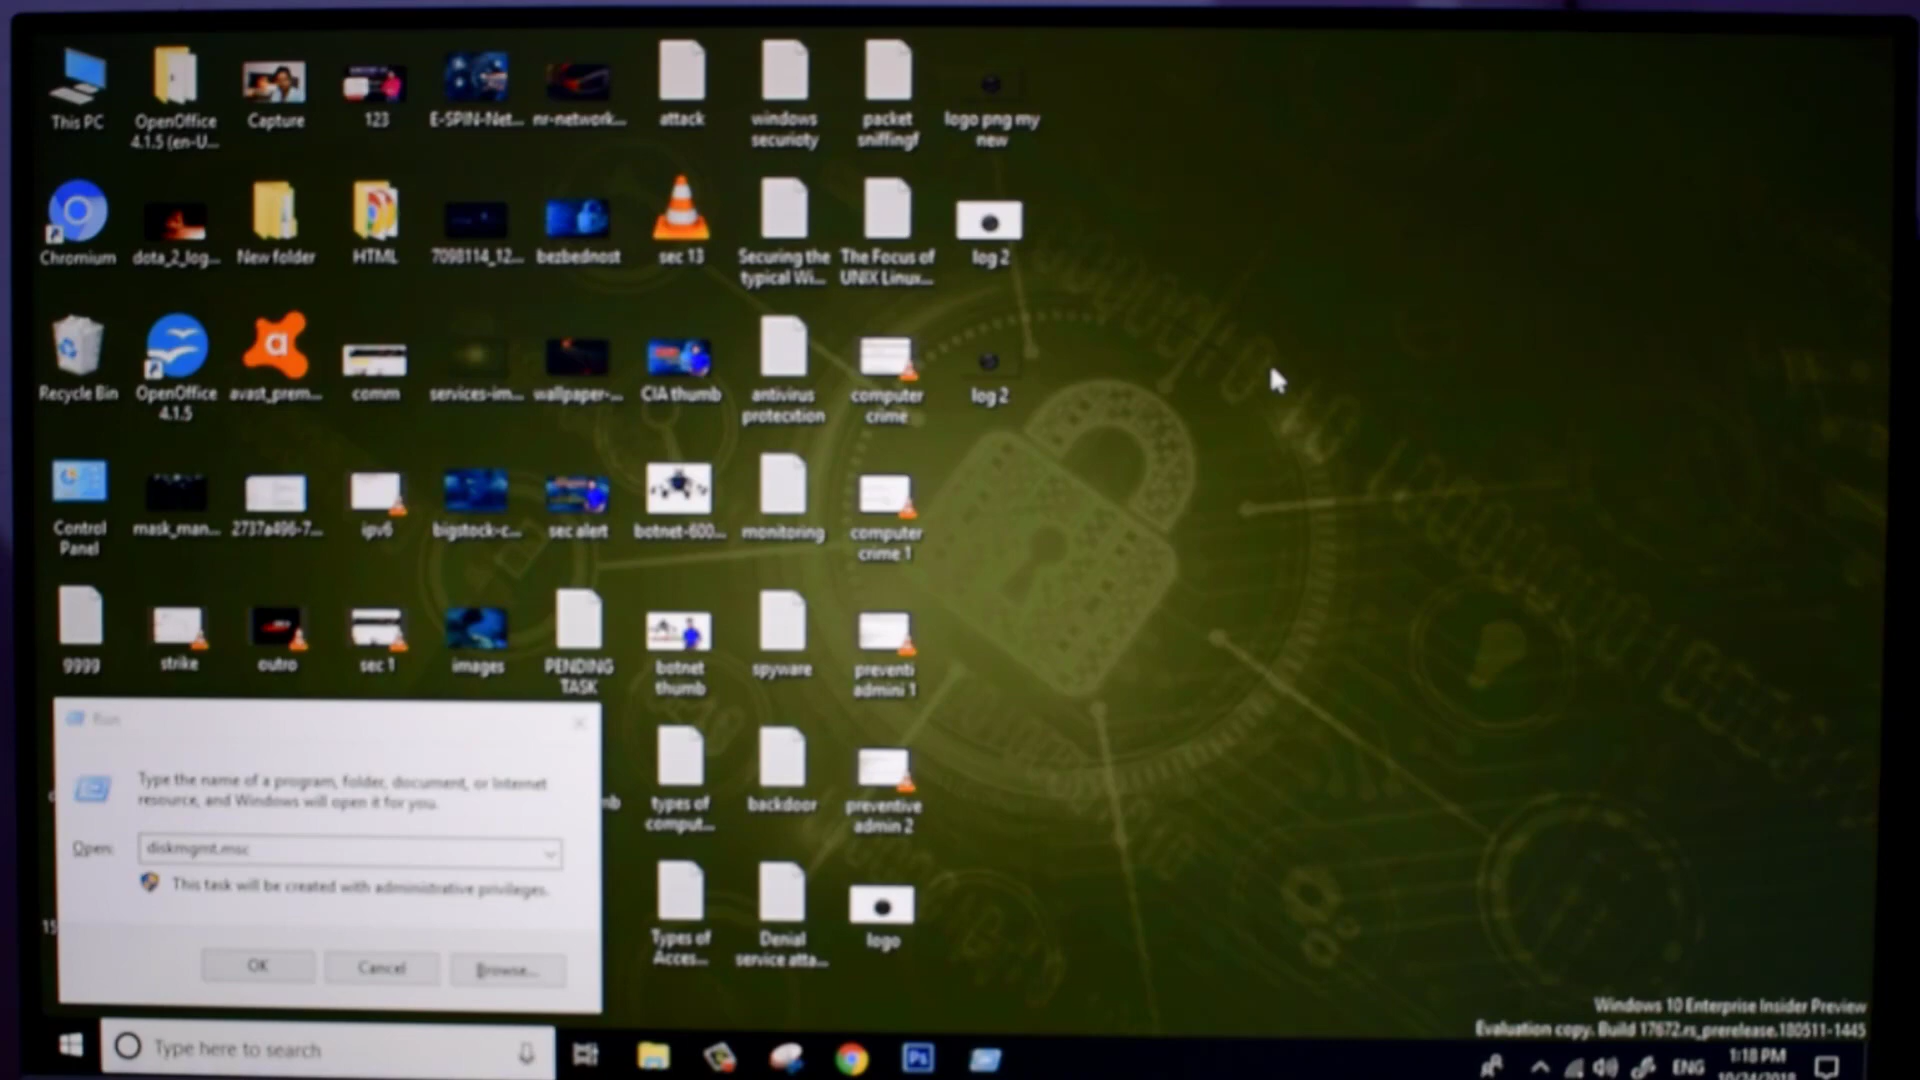 This PC
OpenOffice
4.1.5 (en-U...
Capture
123
E-SPIN-Net...
nr-network...
attack
windows
securioty
packet
sniffingf
logo png my
new
Chromium
dota_2_log...
New folder
HTML
7098114_12...
bezbednost
sec 13
Securing the
typical Wi...
The Focus of
UNIX Linux...
log 2
Recycle Bin
OpenOffice
4.1.5
avast_prem...
comm
services-im...
wallpaper-...
CIA thumb
antivirus
protecition
computer
crime
log 2
Control
Panel
mask_man...
2737a496-7...
ipv6
bigstock-c...
sec alert
botnet-600...
monitoring
computer
crime 1
9999
strike
outro
sec 1
images
PENDING
TASK
botnet
thumb
spyware
preventi
admini 1
types of
comput...
backdoor
preventive
admin 2
Types of
Acces...
Denial
service atta...
logo
Run
Type the name of a program, folder, document, or Internet
resource, and Windows will open it for you.
Open:
diskmgmt.msc
This task will be created with administrative privileges.
OK
Cancel
Browse...
Windows 10 Enterprise Insider Preview
Evaluation copy. Build 17672.rs_prerelease.180511-1445
Type here to search
Ps
ENG
1:18 PM
10/24/2018